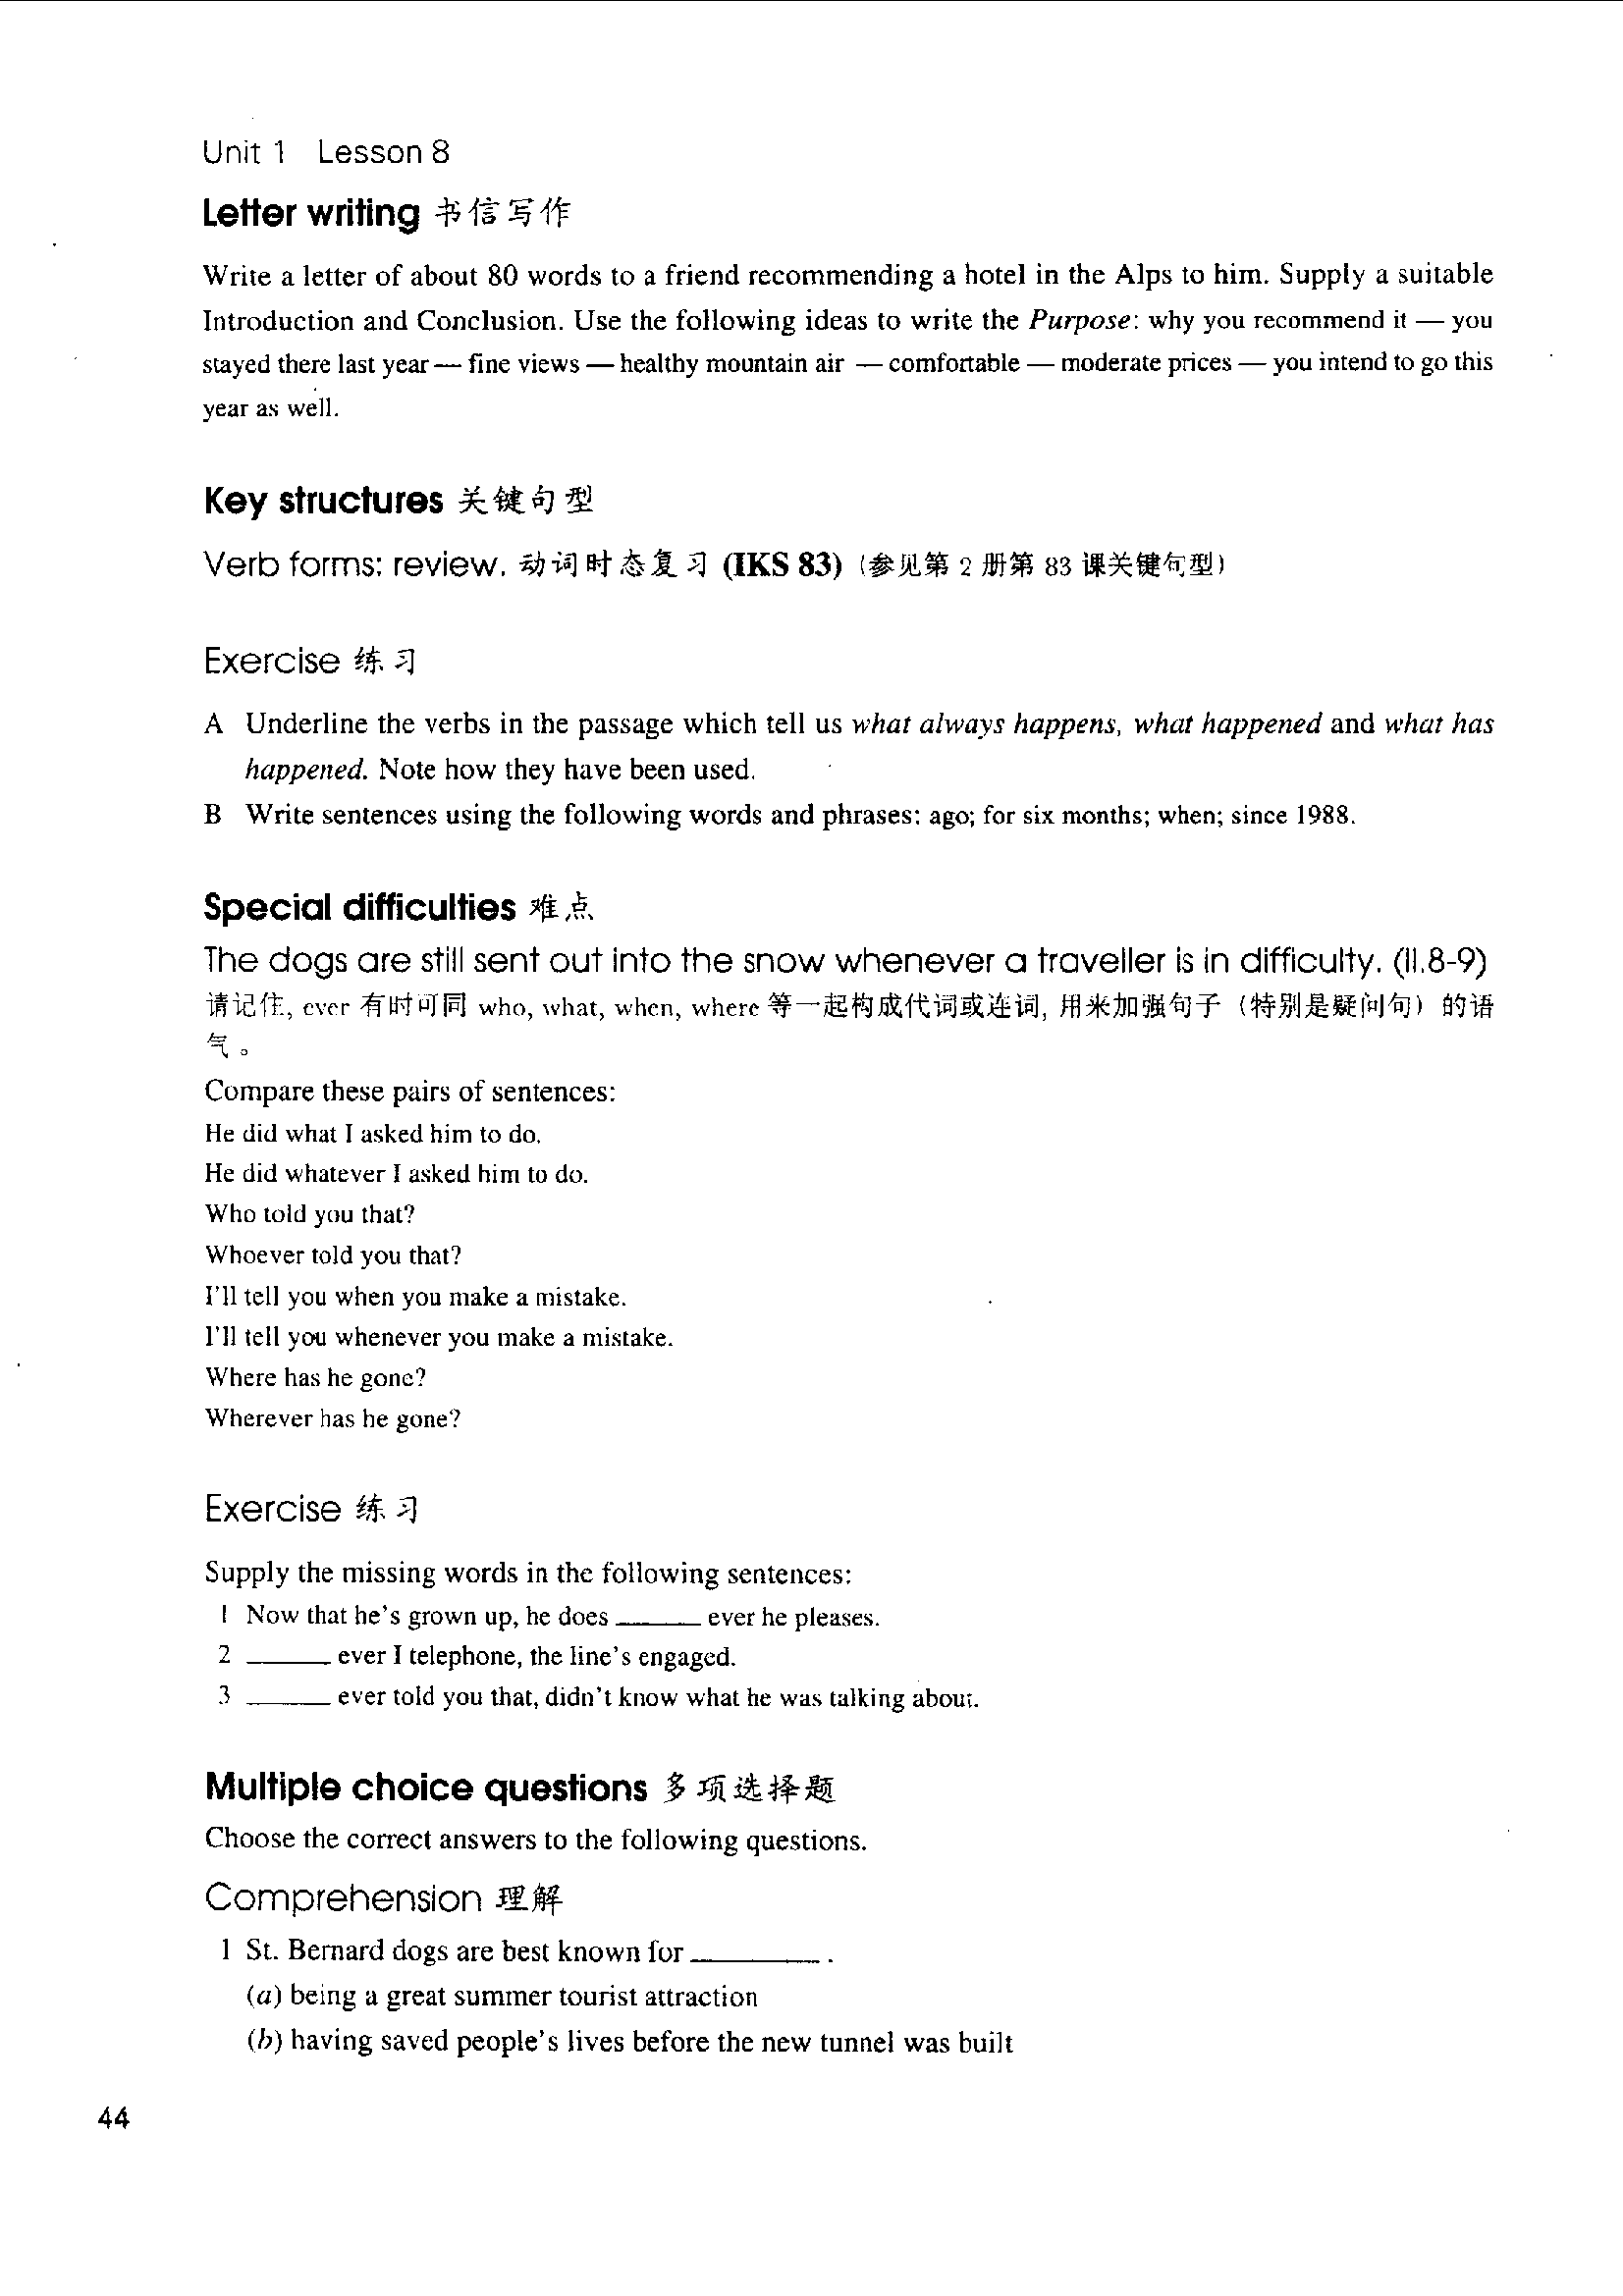 Unit 1 Lesson 8
Letter writing 书信写作
Write a letter of about 80 words to a friend recommending a hotel in the Alps to him. Supply a suitable
Introduction and Conclusion. Use the following ideas to write the Purpose: why you recommend it — you
stayed there last year — fine views — healthy mountain air — comfortable — moderate prices — you intend to go this
year as well.
Key structures 关键句型
Verb forms: review. 动词时态复习 (IKS 83) (参见第 2 册第 83 课关键句型)
Exercise 练习
A Underline the verbs in the passage which tell us what always happens, what happened and what has
happened. Note how they have been used.
B Write sentences using the following words and phrases: ago; for six months; when; since 1988.
Special difficulties 难点
The dogs are still sent out into the snow whenever a traveller is in difficulty. (ll.8-9)
请记住, ever 有时可同 who, what, when, where 等一起构成代词或连词, 用来加强句子 (特别是疑问句) 的语
气。
Compare these pairs of sentences:
He did what I asked him to do.
He did whatever I asked him to do.
Who told you that?
Whoever told you that?
I'll tell you when you make a mistake.
I'll tell you whenever you make a mistake.
Where has he gone?
Wherever has he gone?
Exercise 练习
Supply the missing words in the following sentences:
1 Now that he's grown up, he does ______ ever he pleases.
2 ______ ever I telephone, the line's engaged.
3 ______ ever told you that, didn't know what he was talking about.
Multiple choice questions 多项选择题
Choose the correct answers to the following questions.
Comprehension 理解
1 St. Bernard dogs are best known for _________ .
(a) being a great summer tourist attraction
(b) having saved people's lives before the new tunnel was built
44